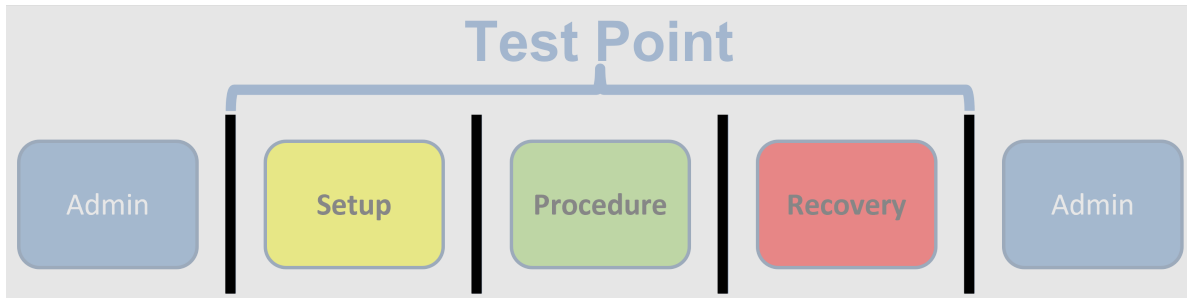 Test Point
Admin
Setup
Procedure
Recovery
Admin